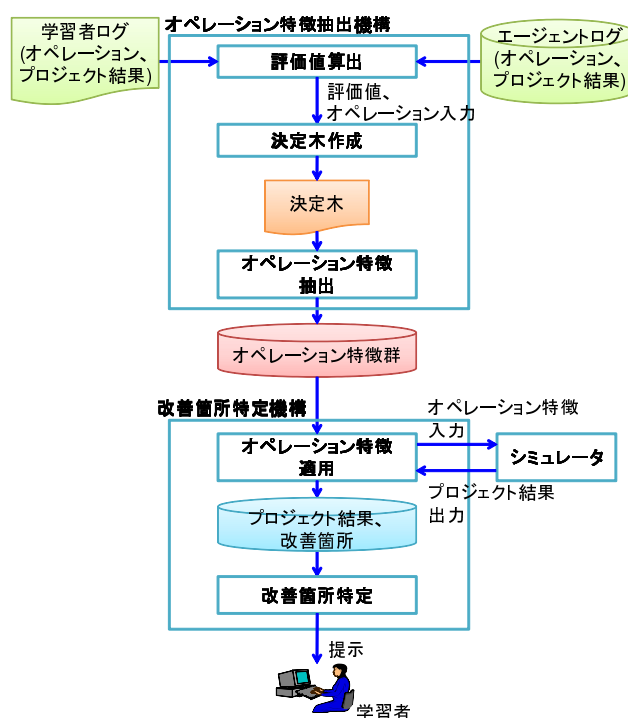 オペレーション特徴抽出機構
学習者ログ
(オペレーション、
プロジェクト結果)
評価値算出
エージェントログ
(オペレーション、
プロジェクト結果)
評価値、
オペレーション入力
決定木作成
決定木
オペレーション特徴
抽出
オペレーション特徴群
改善箇所特定機構
オペレーション特徴
入力
オペレーション特徴
適用
シミュレータ
プロジェクト結果
出力
プロジェクト結果、
改善箇所
改善箇所特定
提示
学習者